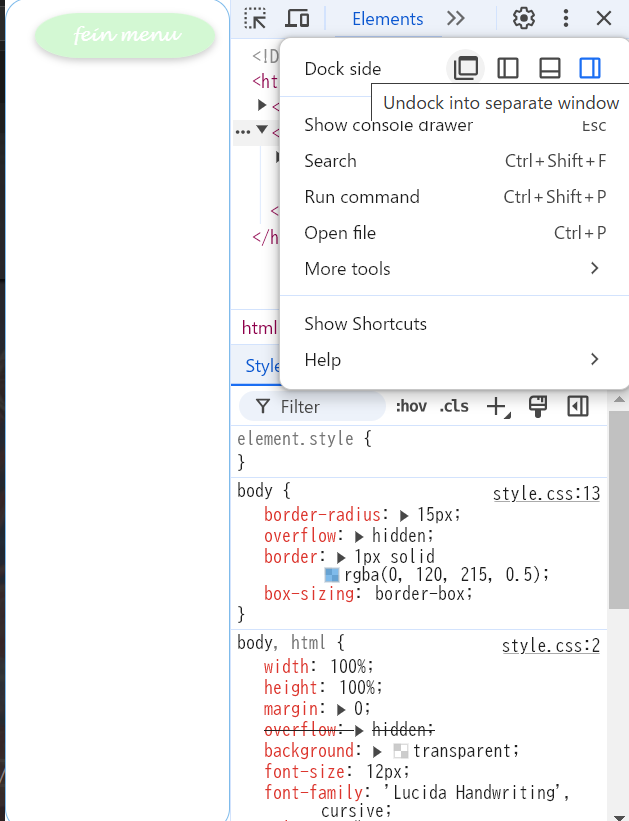 fein menu
Elements
<!D
<ht
<
<
<
</h
Dock side
Undock into separate window
Show console drawer Esc
Search Ctrl+Shift+F
Run command Ctrl+Shift+P
Open file Ctrl+P
More tools
Show Shortcuts
Help
html
Style
Filter :hov .cls
element.style {
}
body { style.css:13
border-radius: 15px;
overflow: hidden;
border: 1px solid
rgba(0, 120, 215, 0.5);
box-sizing: border-box;
}
body, html { style.css:2
width: 100%;
height: 100%;
margin: 0;
overflow: hidden;
background: transparent;
font-size: 12px;
font-family: 'Lucida Handwriting',
cursive;